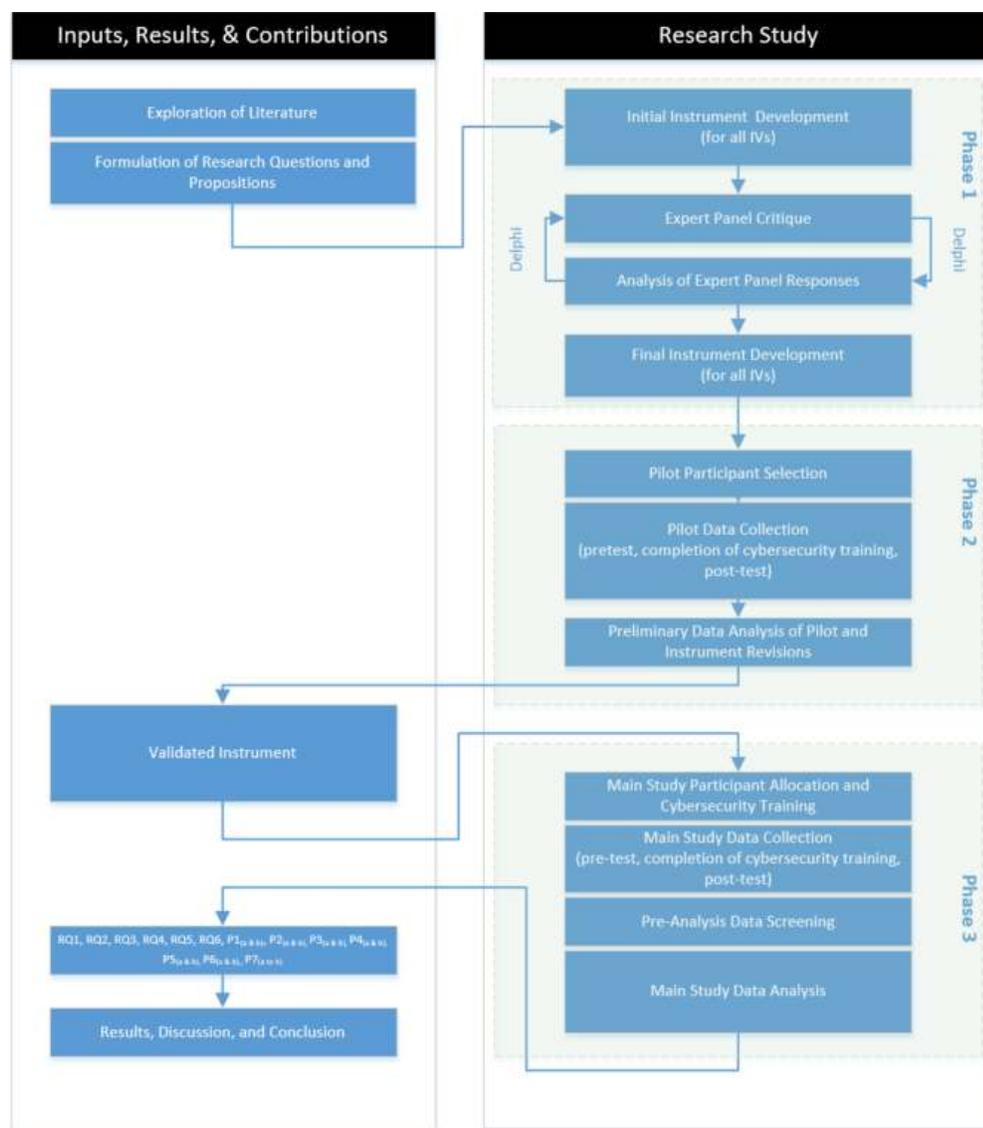 Inputs, Results, & Contributions
Exploration of Literature
Formulation of Research Questions and
Propositions
Validated Instrument
RQ1, RQ2, RQ3, RQ4, RQ5, RQ6, P1(a & b), P2(a & b), P3(a & b), P4(a & b),
P5(a & b), P6(a & b), P7(a to h)
Results, Discussion, and Conclusion
Research Study
Phase 1
Initial Instrument Development
(for all IVs)
Expert Panel Critique
Delphi
Delphi
Analysis of Expert Panel Responses
Final Instrument Development
(for all IVs)
Phase 2
Pilot Participant Selection
Pilot Data Collection
(pretest, completion of cybersecurity training,
post-test)
Preliminary Data Analysis of Pilot and
Instrument Revisions
Phase 3
Main Study Participant Allocation and
Cybersecurity Training
Main Study Data Collection
(pre-test, completion of cybersecurity training,
post-test)
Pre-Analysis Data Screening
Main Study Data Analysis